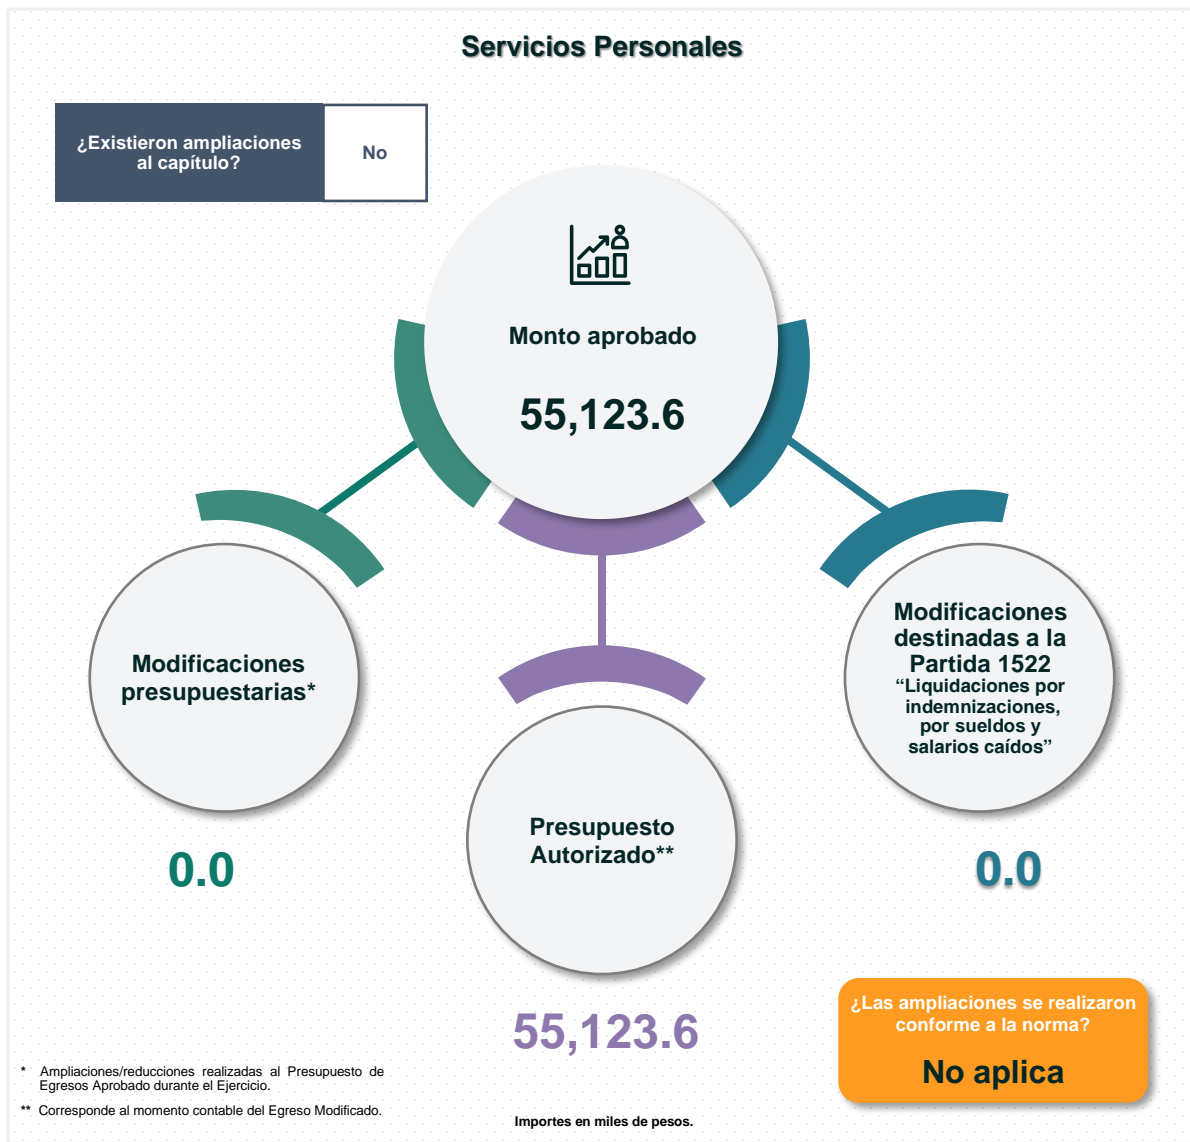 Servicios Personales
¿Existieron ampliaciones
al capítulo?
No
Monto aprobado
55,123.6
Modificaciones
presupuestarias*
0.0
Presupuesto
Autorizado**
55,123.6
Modificaciones
destinadas a la
Partida 1522
“Liquidaciones por
indemnizaciones,
por sueldos y
salarios caídos”
0.0
¿Las ampliaciones se realizaron
conforme a la norma?
No aplica
* Ampliaciones/reducciones realizadas al Presupuesto de
Egresos Aprobado durante el Ejercicio.
** Corresponde al momento contable del Egreso Modificado.
Importes en miles de pesos.